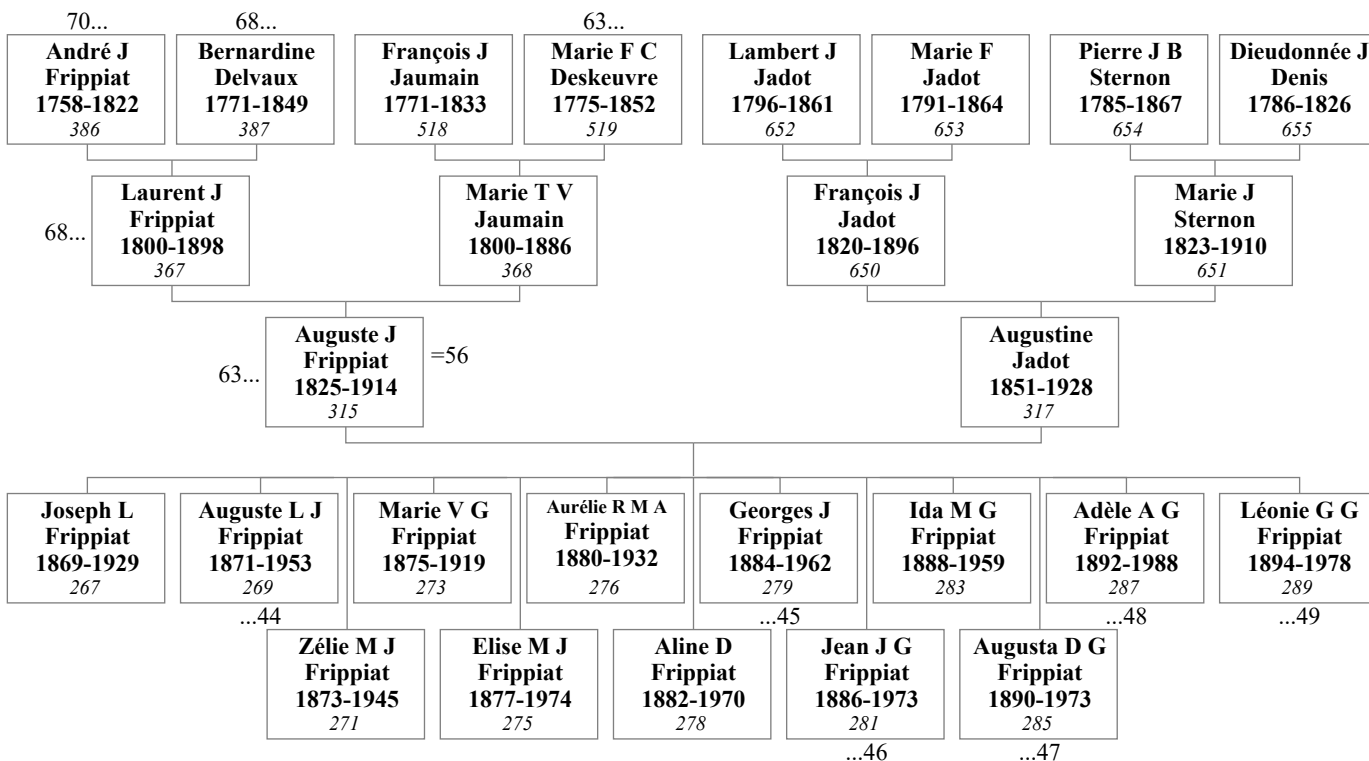 70...
André J
Frippiat
1758-1822
386
68...
Bernardine
Delvaux
1771-1849
387
François J
Jaumain
1771-1833
518
63...
Marie F C
Deskeuvre
1775-1852
519
Lambert J
Jadot
1796-1861
652
Marie F
Jadot
1791-1864
653
Pierre J B
Sternon
1785-1867
654
Dieudonnée J
Denis
1786-1826
655
68...
Laurent J
Frippiat
1800-1898
367
Marie T V
Jaumain
1800-1886
368
François J
Jadot
1820-1896
650
Marie J
Sternon
1823-1910
651
63...
Auguste J
Frippiat
1825-1914
315
=56
Augustine
Jadot
1851-1928
317
Joseph L
Frippiat
1869-1929
267
Auguste L J
Frippiat
1871-1953
269
...44
Marie V G
Frippiat
1875-1919
273
Aurélie R M A
Frippiat
1880-1932
276
Georges J
Frippiat
1884-1962
279
...45
Ida M G
Frippiat
1888-1959
283
Adèle A G
Frippiat
1892-1988
287
...48
Léonie G G
Frippiat
1894-1978
289
...49
Zélie M J
Frippiat
1873-1945
271
Elise M J
Frippiat
1877-1974
275
Aline D
Frippiat
1882-1970
278
Jean J G
Frippiat
1886-1973
281
...46
Augusta D G
Frippiat
1890-1973
285
...47